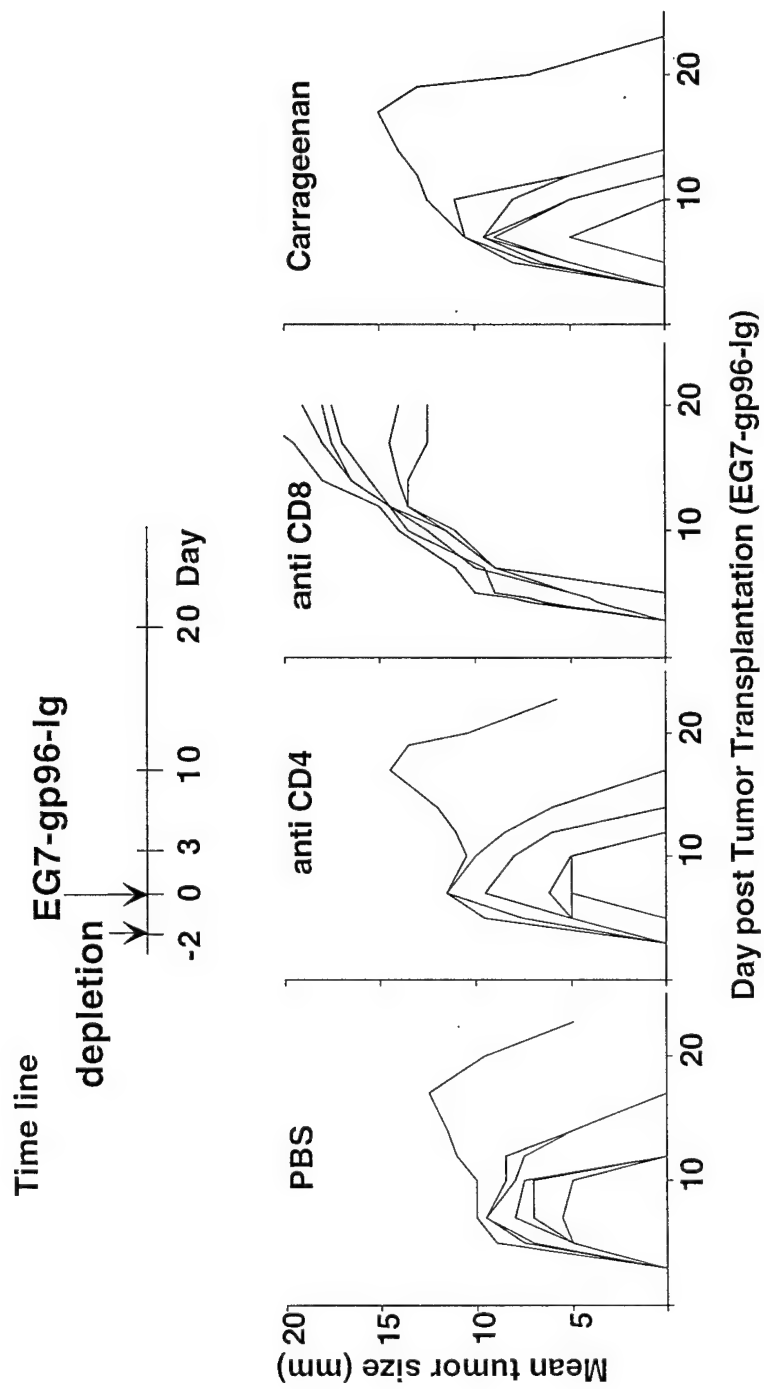 Time line
EG7-gp96-Ig
depletion
-2 0 3 10 20 Day
PBS
anti CD4
anti CD8
Carrageenan
Mean tumor size (mm)
20
15
10
5
10 20
10 20
10 20
10 20
Day post Tumor Transplantation (EG7-gp96-Ig)